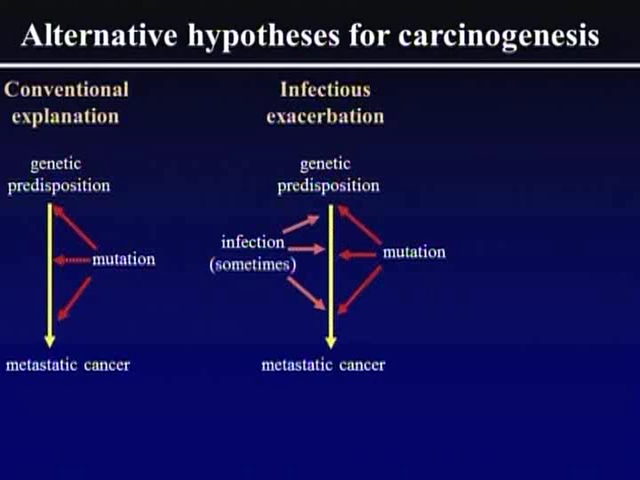 Alternative hypotheses for carcinogenesis
Conventional
explanation
genetic
predisposition
mutation
metastatic cancer
Infectious
exacerbation
genetic
predisposition
infection
(sometimes)
mutation
metastatic cancer